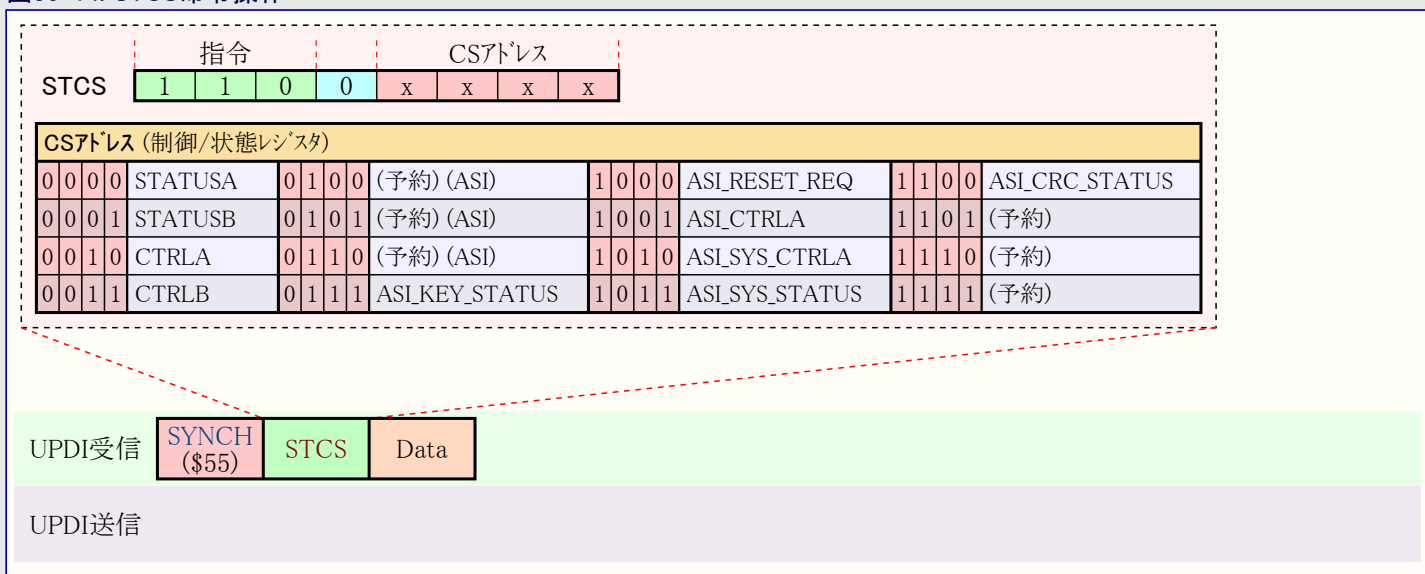 指令 CSアドレス
STCS 1 1 0 0 x x x x
CSアドレス (制御/状態レジスタ)
0 0 0 0 STATUSA 0 1 0 0 (予約) (ASI) 1 0 0 0 ASI_RESET_REQ 1 1 0 0 ASI_CRC_STATUS
0 0 0 1 STATUSB 0 1 0 1 (予約) (ASI) 1 0 0 1 ASI_CTRLA 1 1 0 1 (予約)
0 0 1 0 CTRLA 0 1 1 0 (予約) (ASI) 1 0 1 0 ASI_SYS_CTRLA 1 1 1 0 (予約)
0 0 1 1 CTRLB 0 1 1 1 ASI_KEY_STATUS 1 0 1 1 ASI_SYS_STATUS 1 1 1 1 (予約)
UPDI受信 SYNCH ($55) STCS Data
UPDI送信